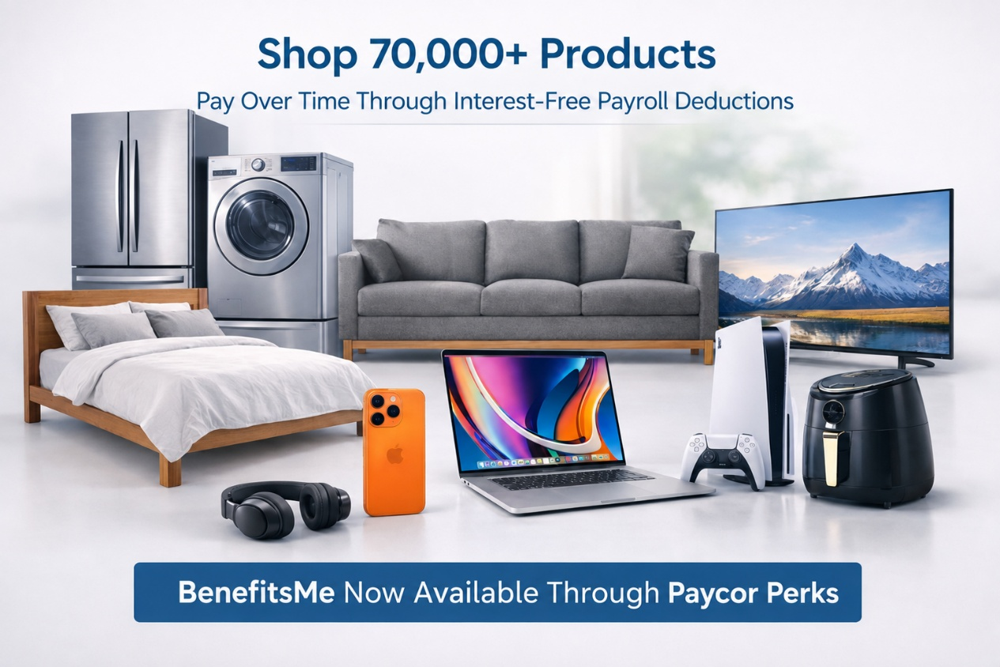 Shop 70,000+ Products
Pay Over Time Through Interest-Free Payroll Deductions
BenefitsMe Now Available Through Paycor Perks